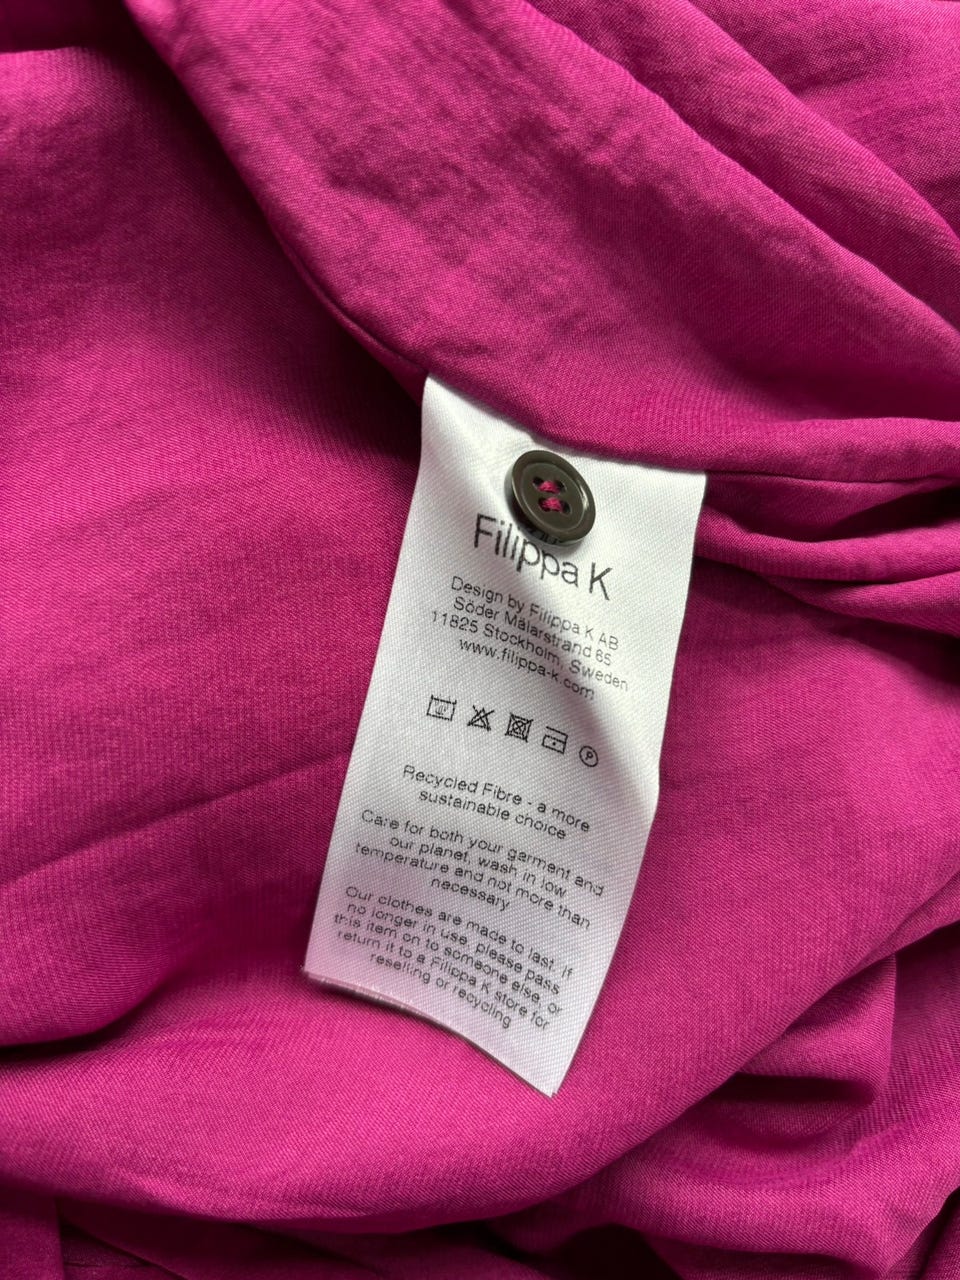 Filippa K
Design by Filippa K AB
Söder Mälarstrand 65
11825 Stockholm, Sweden
www.filippa-k.com
P
Recycled Fibre - a more
sustainable choice
Care for both your garment and
our planet, wash in low
temperature and not more than
necessary
Our clothes are made to last. If
no longer in use, please pass
this item on to someone else, or
return it to a Filippa K store for
reselling or recycling